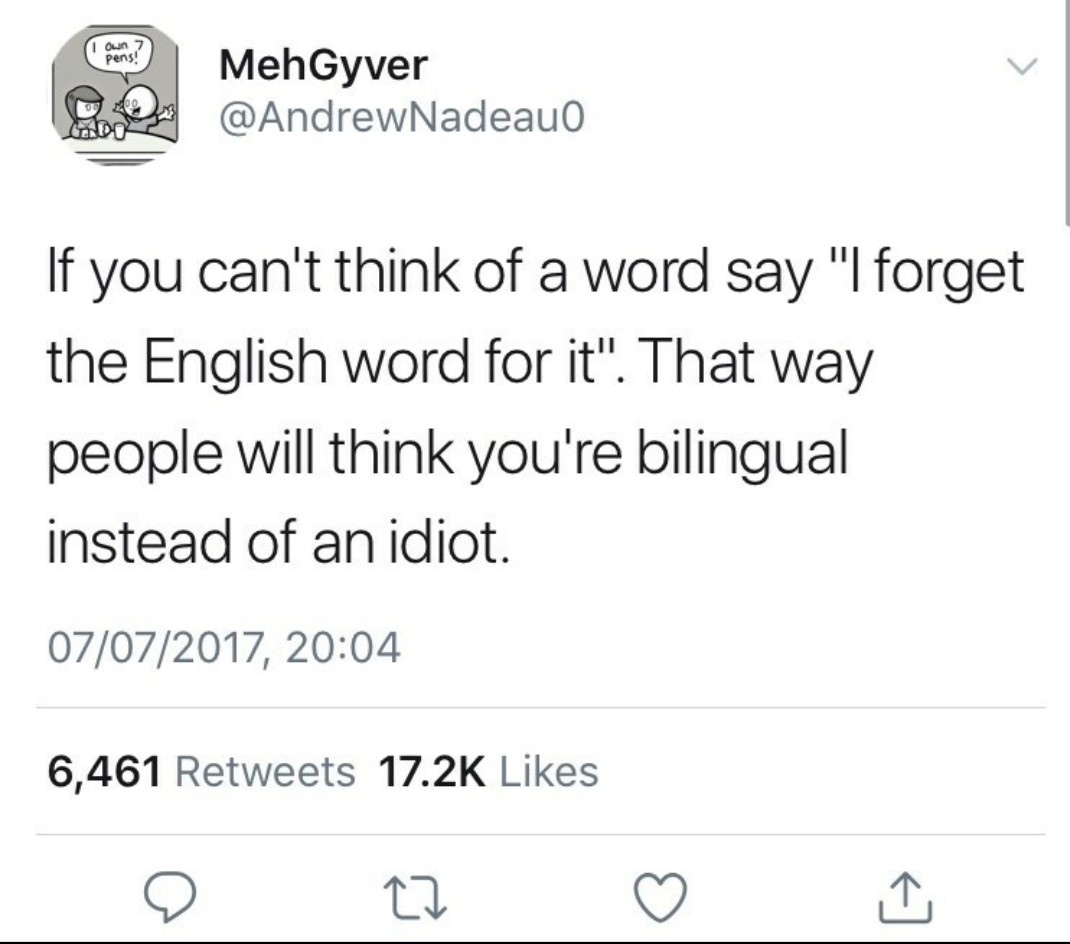 I own 7
pens!
MehGyver
@AndrewNadeau0
If you can't think of a word say "I forget
the English word for it". That way
people will think you're bilingual
instead of an idiot.
07/07/2017, 20:04
6,461 Retweets 17.2K Likes